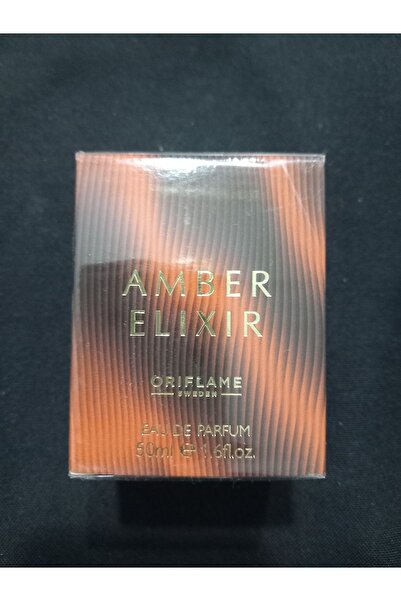 AMBER
ELIXIR
ORIFLAME
SWEDEN
EAU DE PARFUM
50ml ℮ 1.6fl.oz.